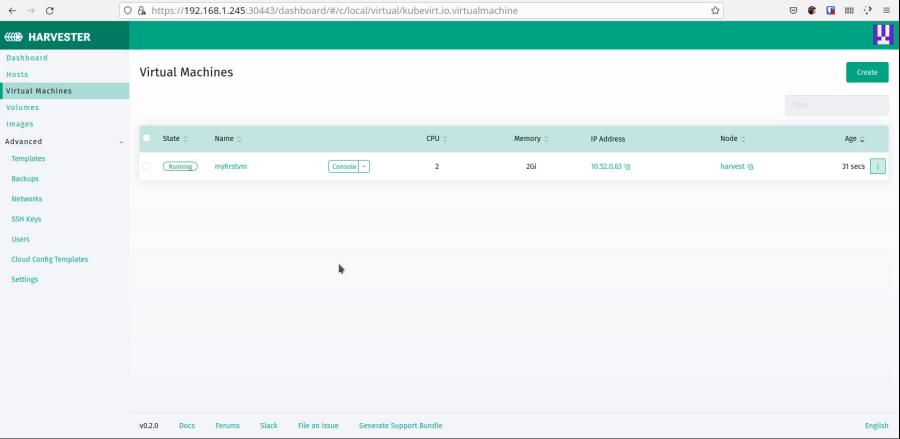 https://192.168.1.245:30443/dashboard/#/c/local/virtual/kubevirt.io.virtualmachine
HARVESTER
Dashboard
Hosts
Virtual Machines
Volumes
Images
Advanced
Templates
Backups
Networks
SSH Keys
Users
Cloud Config Templates
Settings
Virtual Machines
Create
Filter
State Name CPU Memory IP Address Node Age
Running myfirstvm Console 2 2Gi 10.52.0.63 harvest 31 secs
v0.2.0 Docs Forums Slack File an Issue Generate Support Bundle English